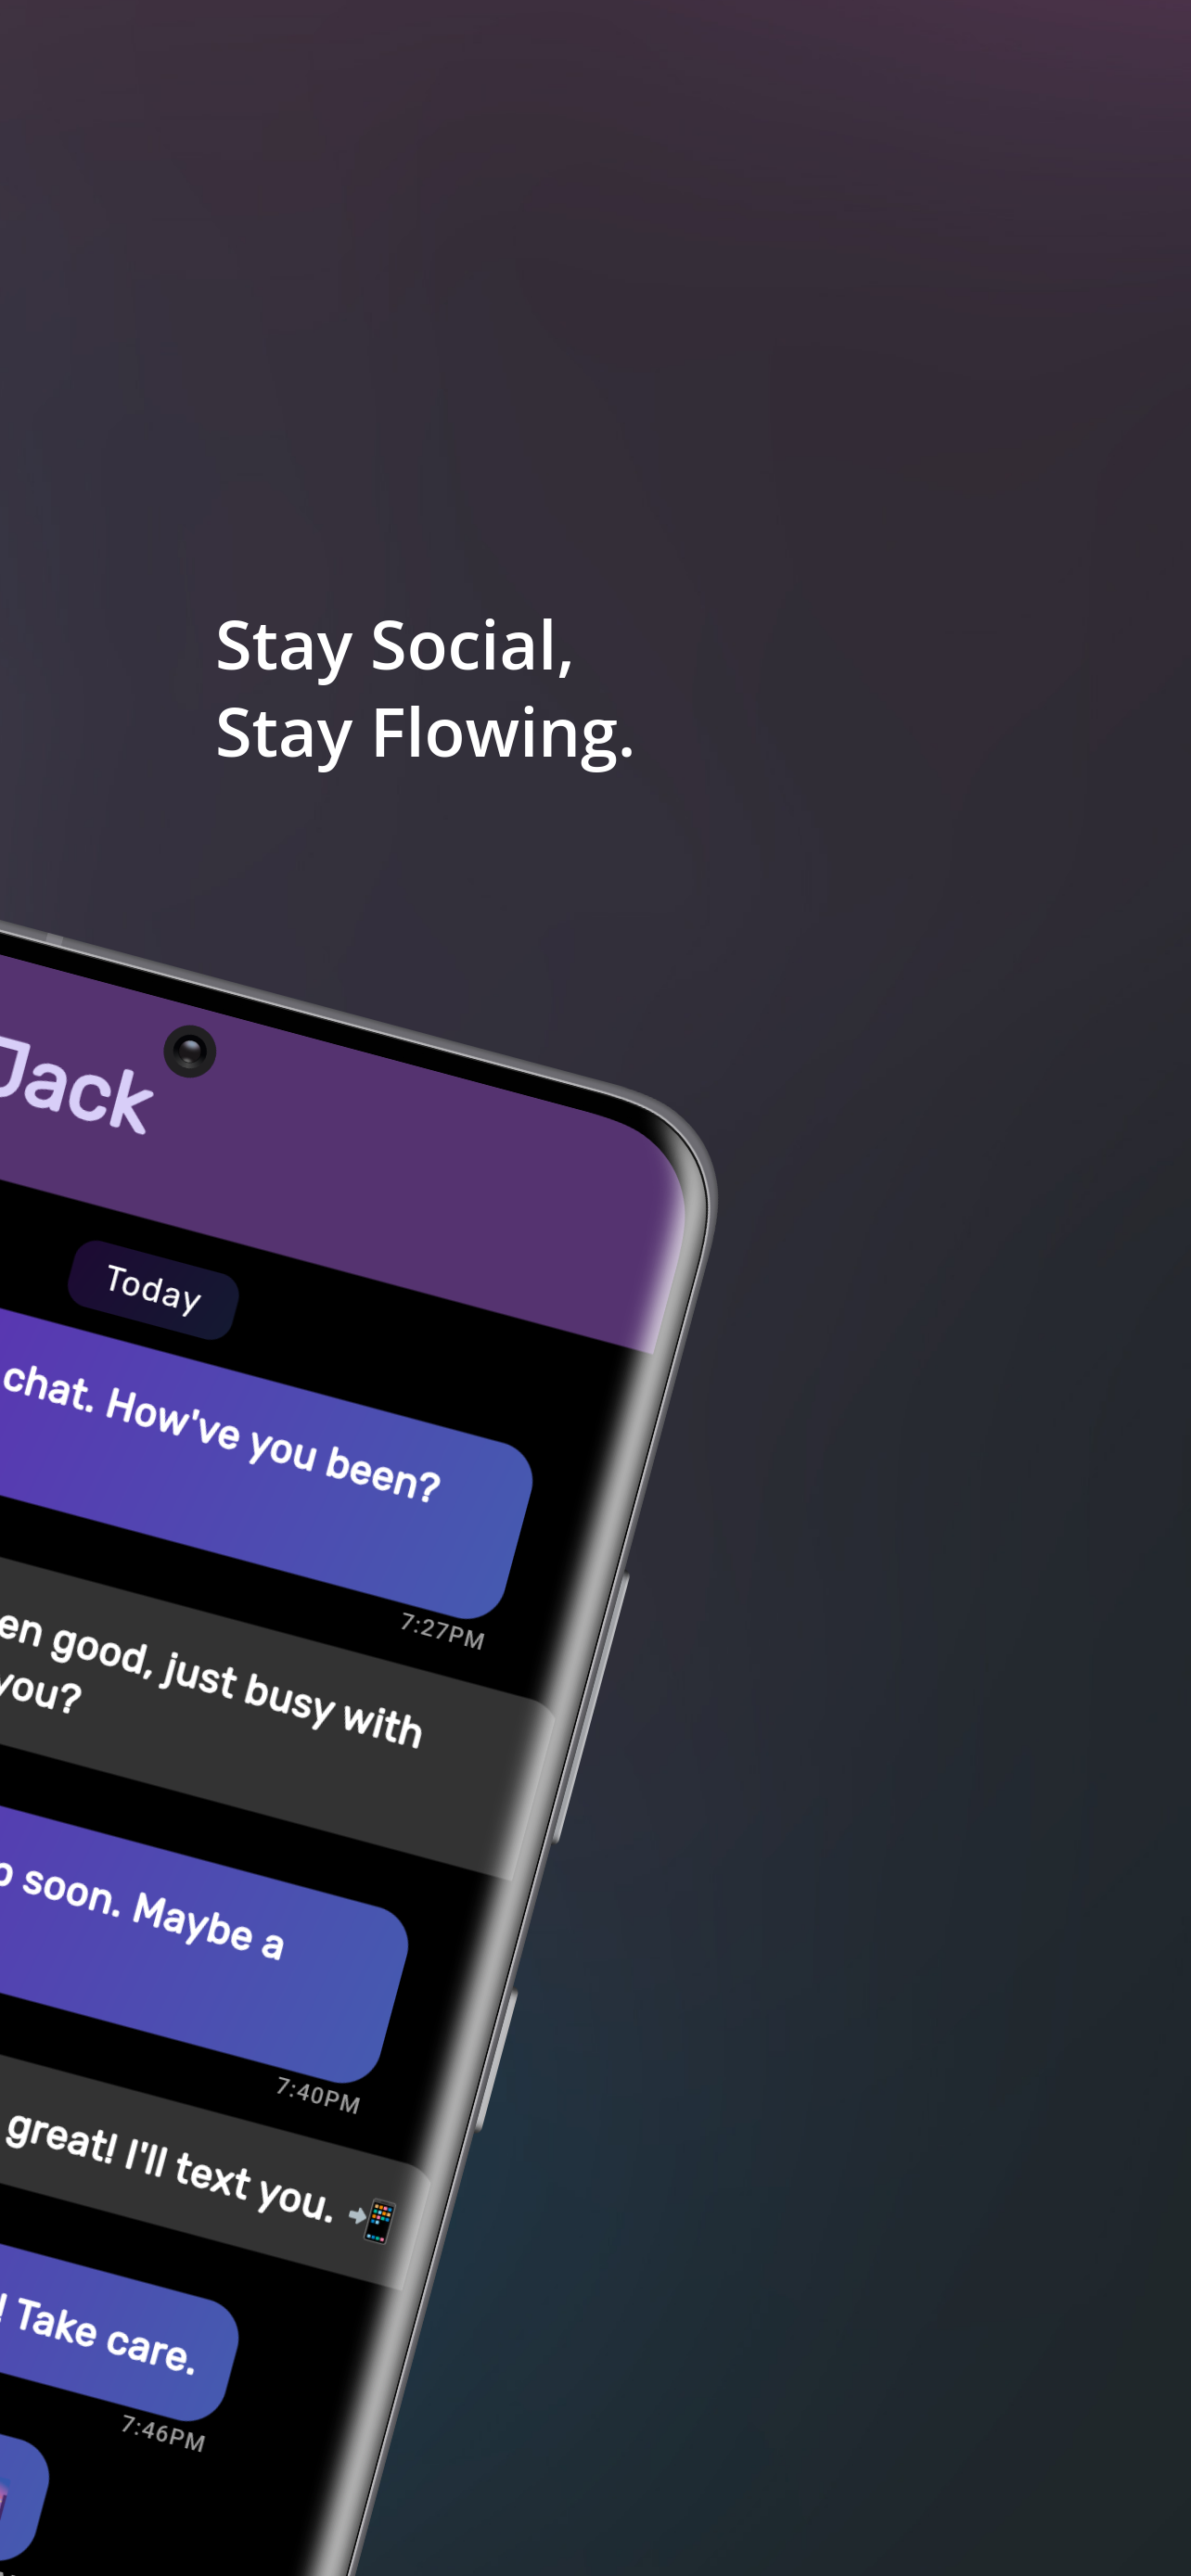 Stay Social,
Stay Flowing.
Jack
Today
chat. How've you been?
7:27PM
good, just busy with
you?
soon. Maybe a
7:40PM
great! I'll text you.
! Take care.
7:46PM